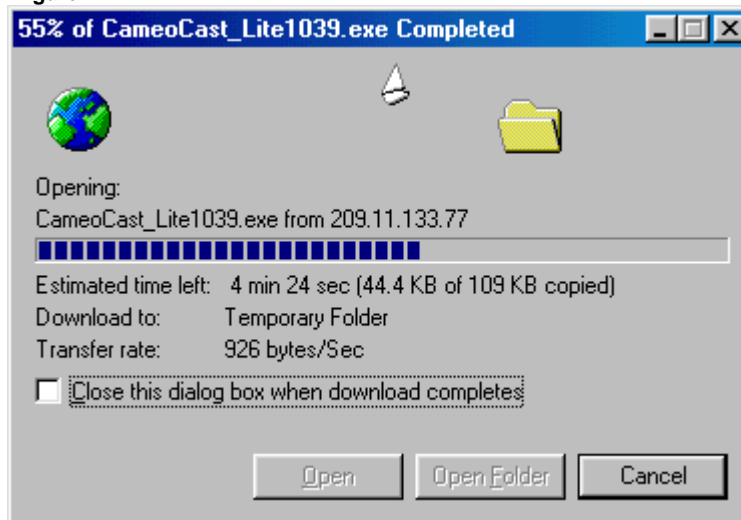 55% of CameoCast_Lite1039.exe Completed
Opening:
CameoCast_Lite1039.exe from 209.11.133.77
Estimated time left: 4 min 24 sec (44.4 KB of 109 KB copied)
Download to: Temporary Folder
Transfer rate: 926 bytes/Sec
Close this dialog box when download completes
Open Open Folder Cancel